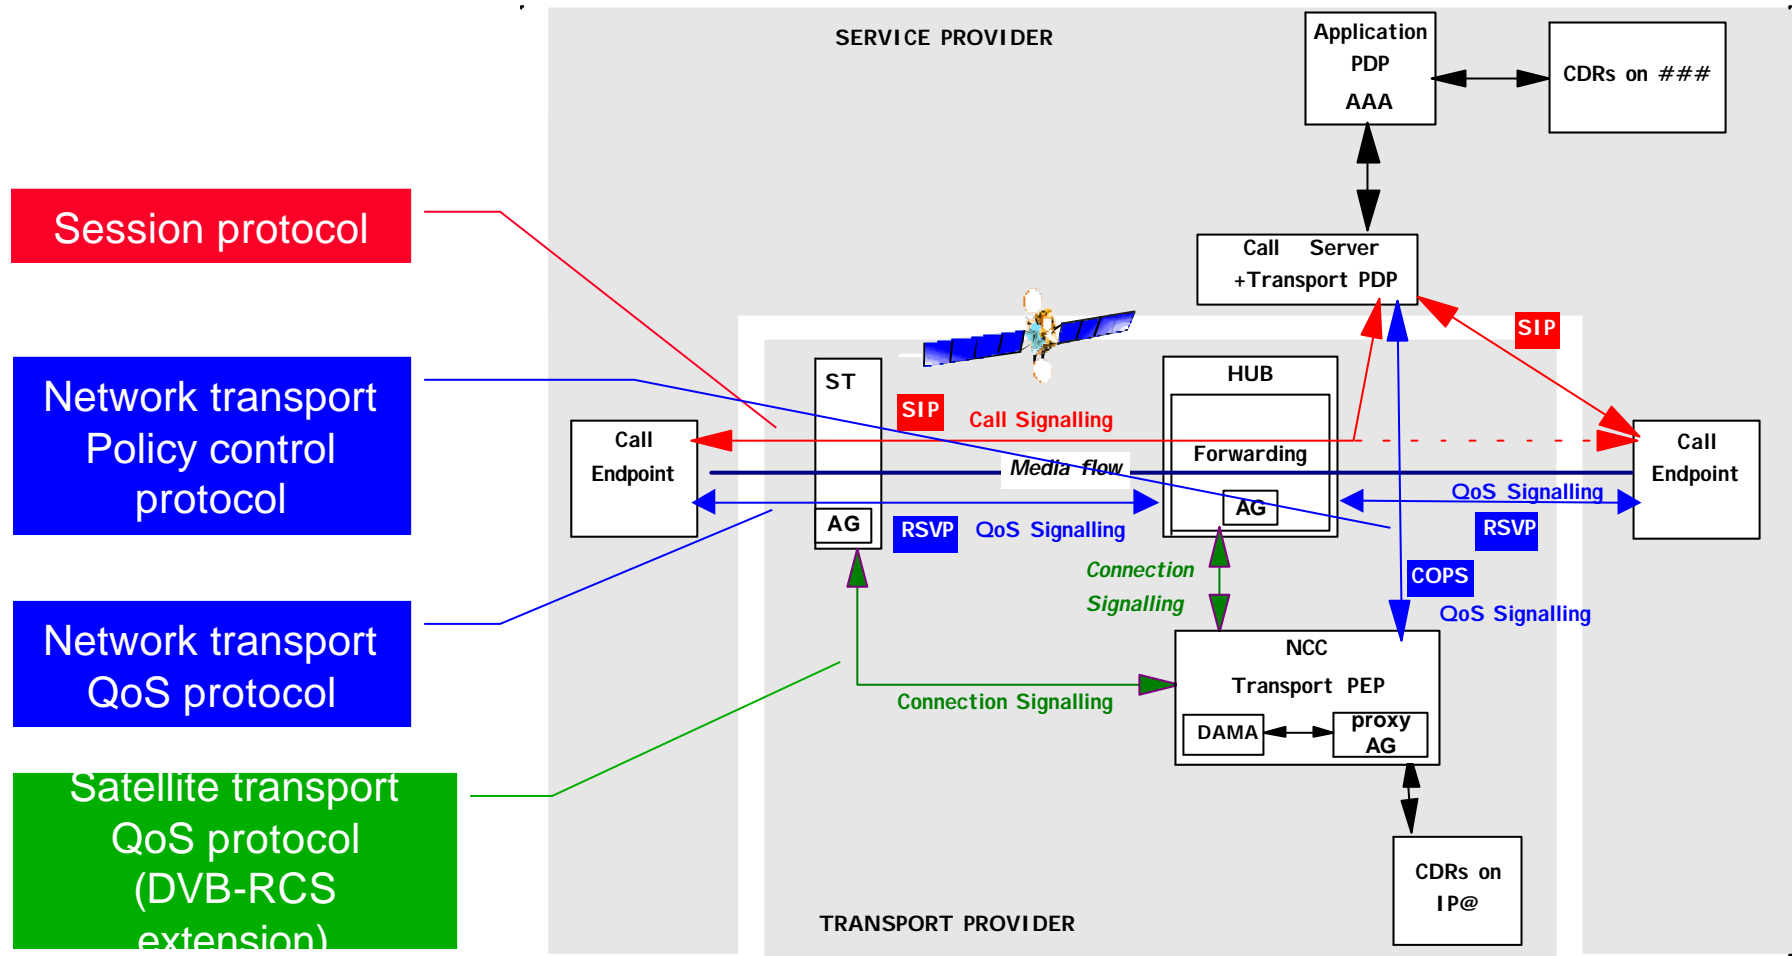 SERVICE PROVIDER
Application
PDP
AAA
CDRs on ###
Session protocol
Call Server
+Transport PDP
SIP
Network transport
Policy control
protocol
ST
HUB
SIP
Call Signalling
Call
Endpoint
Forwarding
Call
Endpoint
Media flow
AG
AG
RSVP
QoS Signalling
QoS Signalling
RSVP
Connection
Signalling
COPS
QoS Signalling
Network transport
QoS protocol
NCC
Transport PEP
Connection Signalling
DAMA
proxy
AG
Satellite transport
QoS protocol
(DVB-RCS
extension)
CDRs on
IP@
TRANSPORT PROVIDER